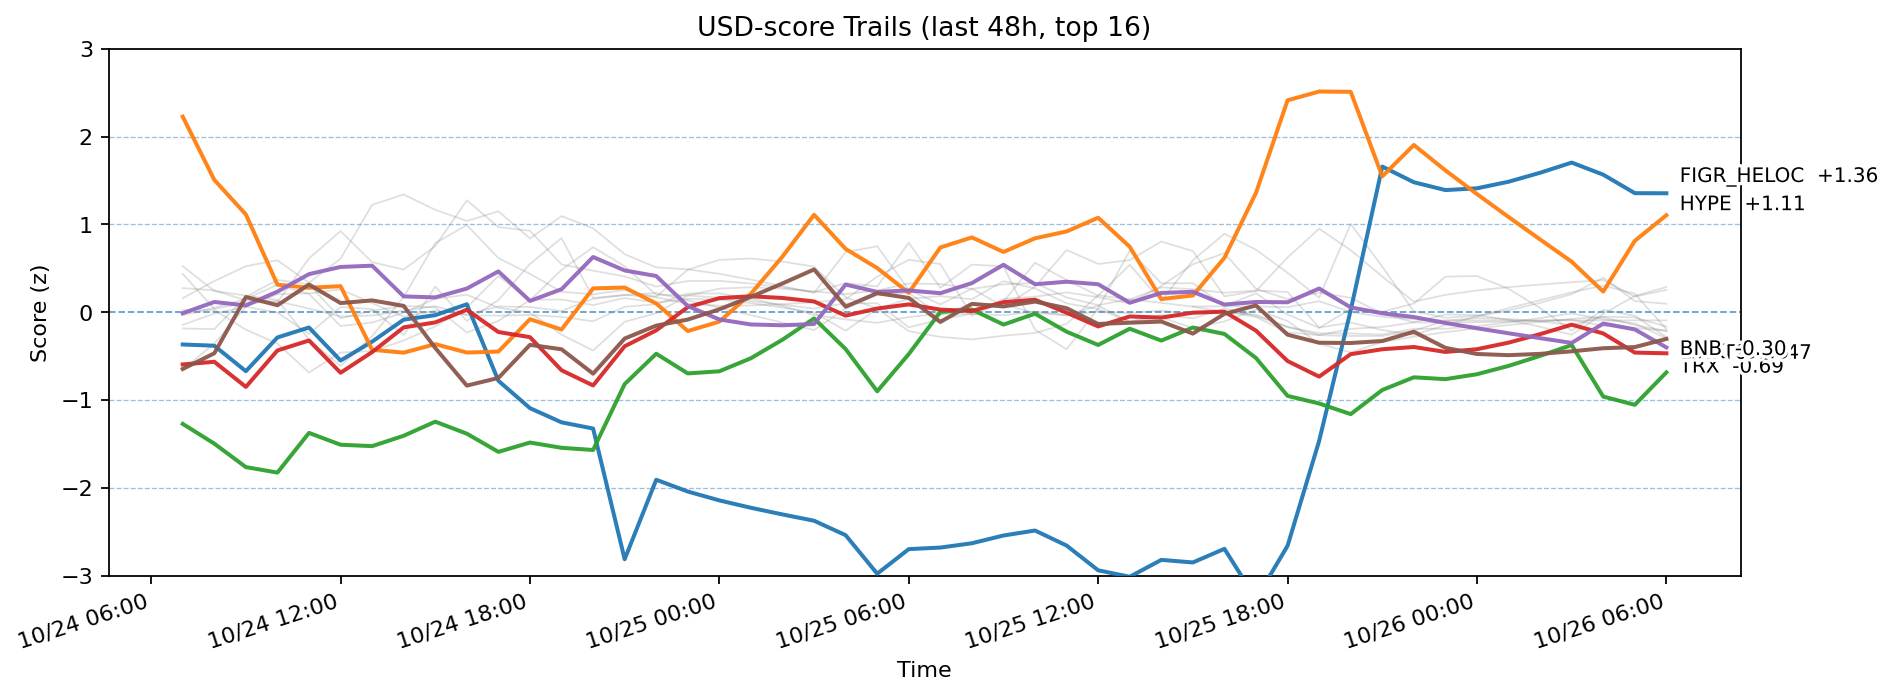 USD-score Trails (last 48h, top 16)
Score (z)
3
2
1
0
−1
−2
−3
FIGR_HELOC +1.36
HYPE +1.11
BNB -0.30
TRX -0.69
10/24 06:00
10/24 12:00
10/24 18:00
10/25 00:00
10/25 06:00
10/25 12:00
10/25 18:00
10/26 00:00
10/26 06:00
Time